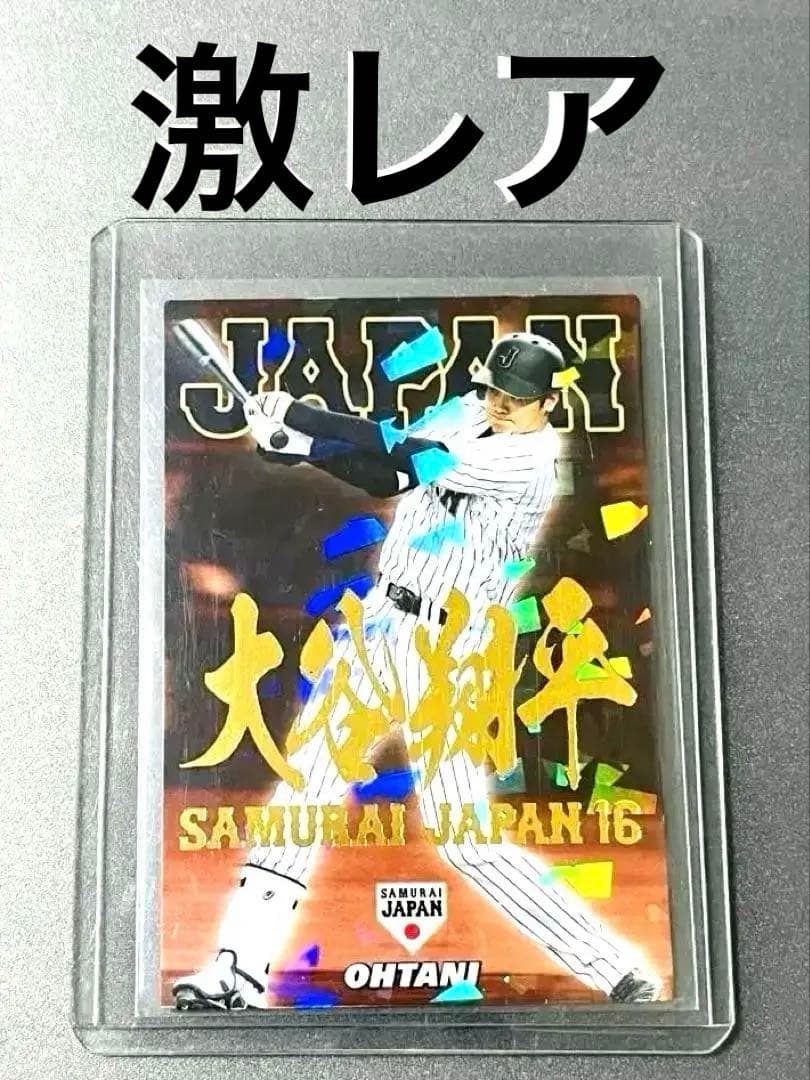 激レア
JAPAN
J
大谷翔平
SAMURAI JAPAN 16
SAMURAI
JAPAN
OHTANI